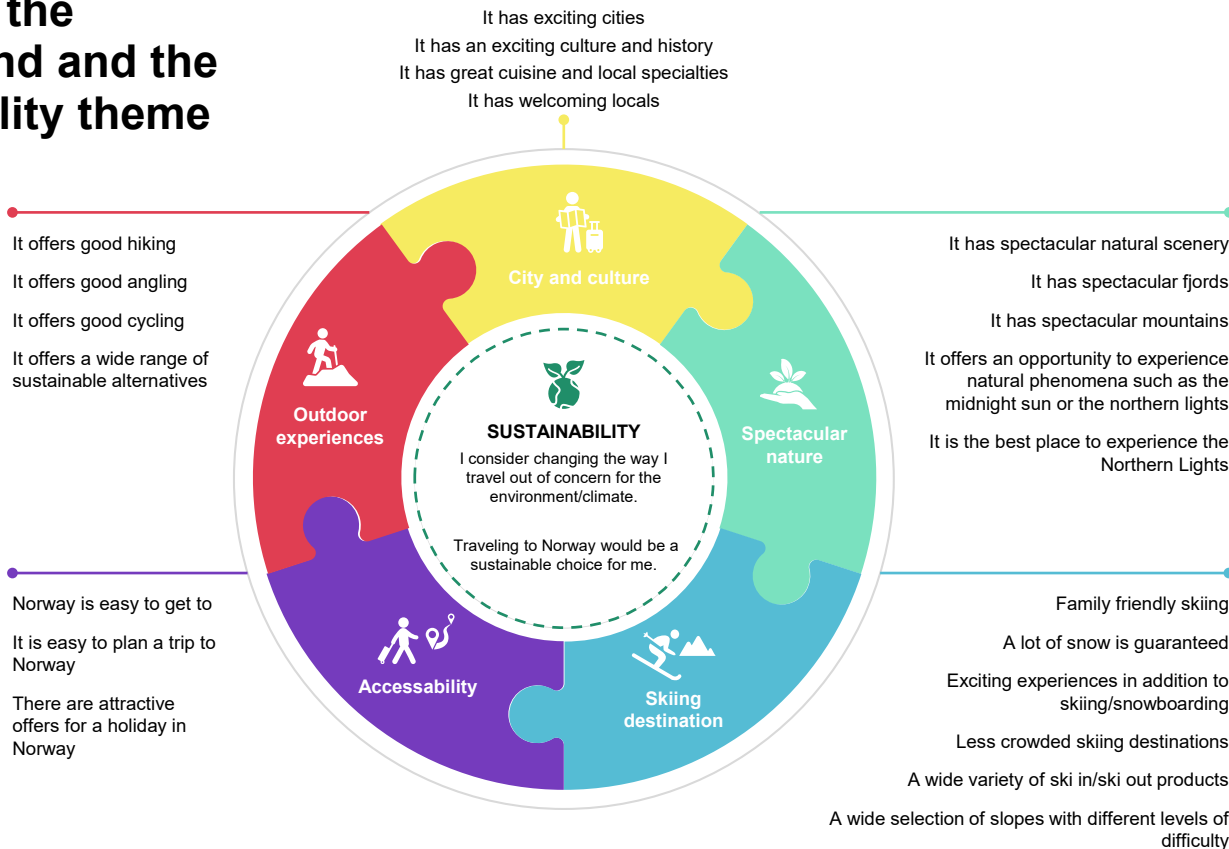 the
nd and the
lity theme
It has exciting cities
It has an exciting culture and history
It has great cuisine and local specialties
It has welcoming locals
It offers good hiking
It offers good angling
It offers good cycling
It offers a wide range of
sustainable alternatives
City and culture
It has spectacular natural scenery
It has spectacular fjords
It has spectacular mountains
It offers an opportunity to experience
natural phenomena such as the
midnight sun or the northern lights
It is the best place to experience the
Northern Lights
Outdoor
experiences
Spectacular
nature
SUSTAINABILITY
I consider changing the way I
travel out of concern for the
environment/climate.
Traveling to Norway would be a
sustainable choice for me.
Norway is easy to get to
It is easy to plan a trip to
Norway
There are attractive
offers for a holiday in
Norway
Accessability
Skiing
destination
Family friendly skiing
A lot of snow is guaranteed
Exciting experiences in addition to
skiing/snowboarding
Less crowded skiing destinations
A wide variety of ski in/ski out products
A wide selection of slopes with different levels of
difficulty